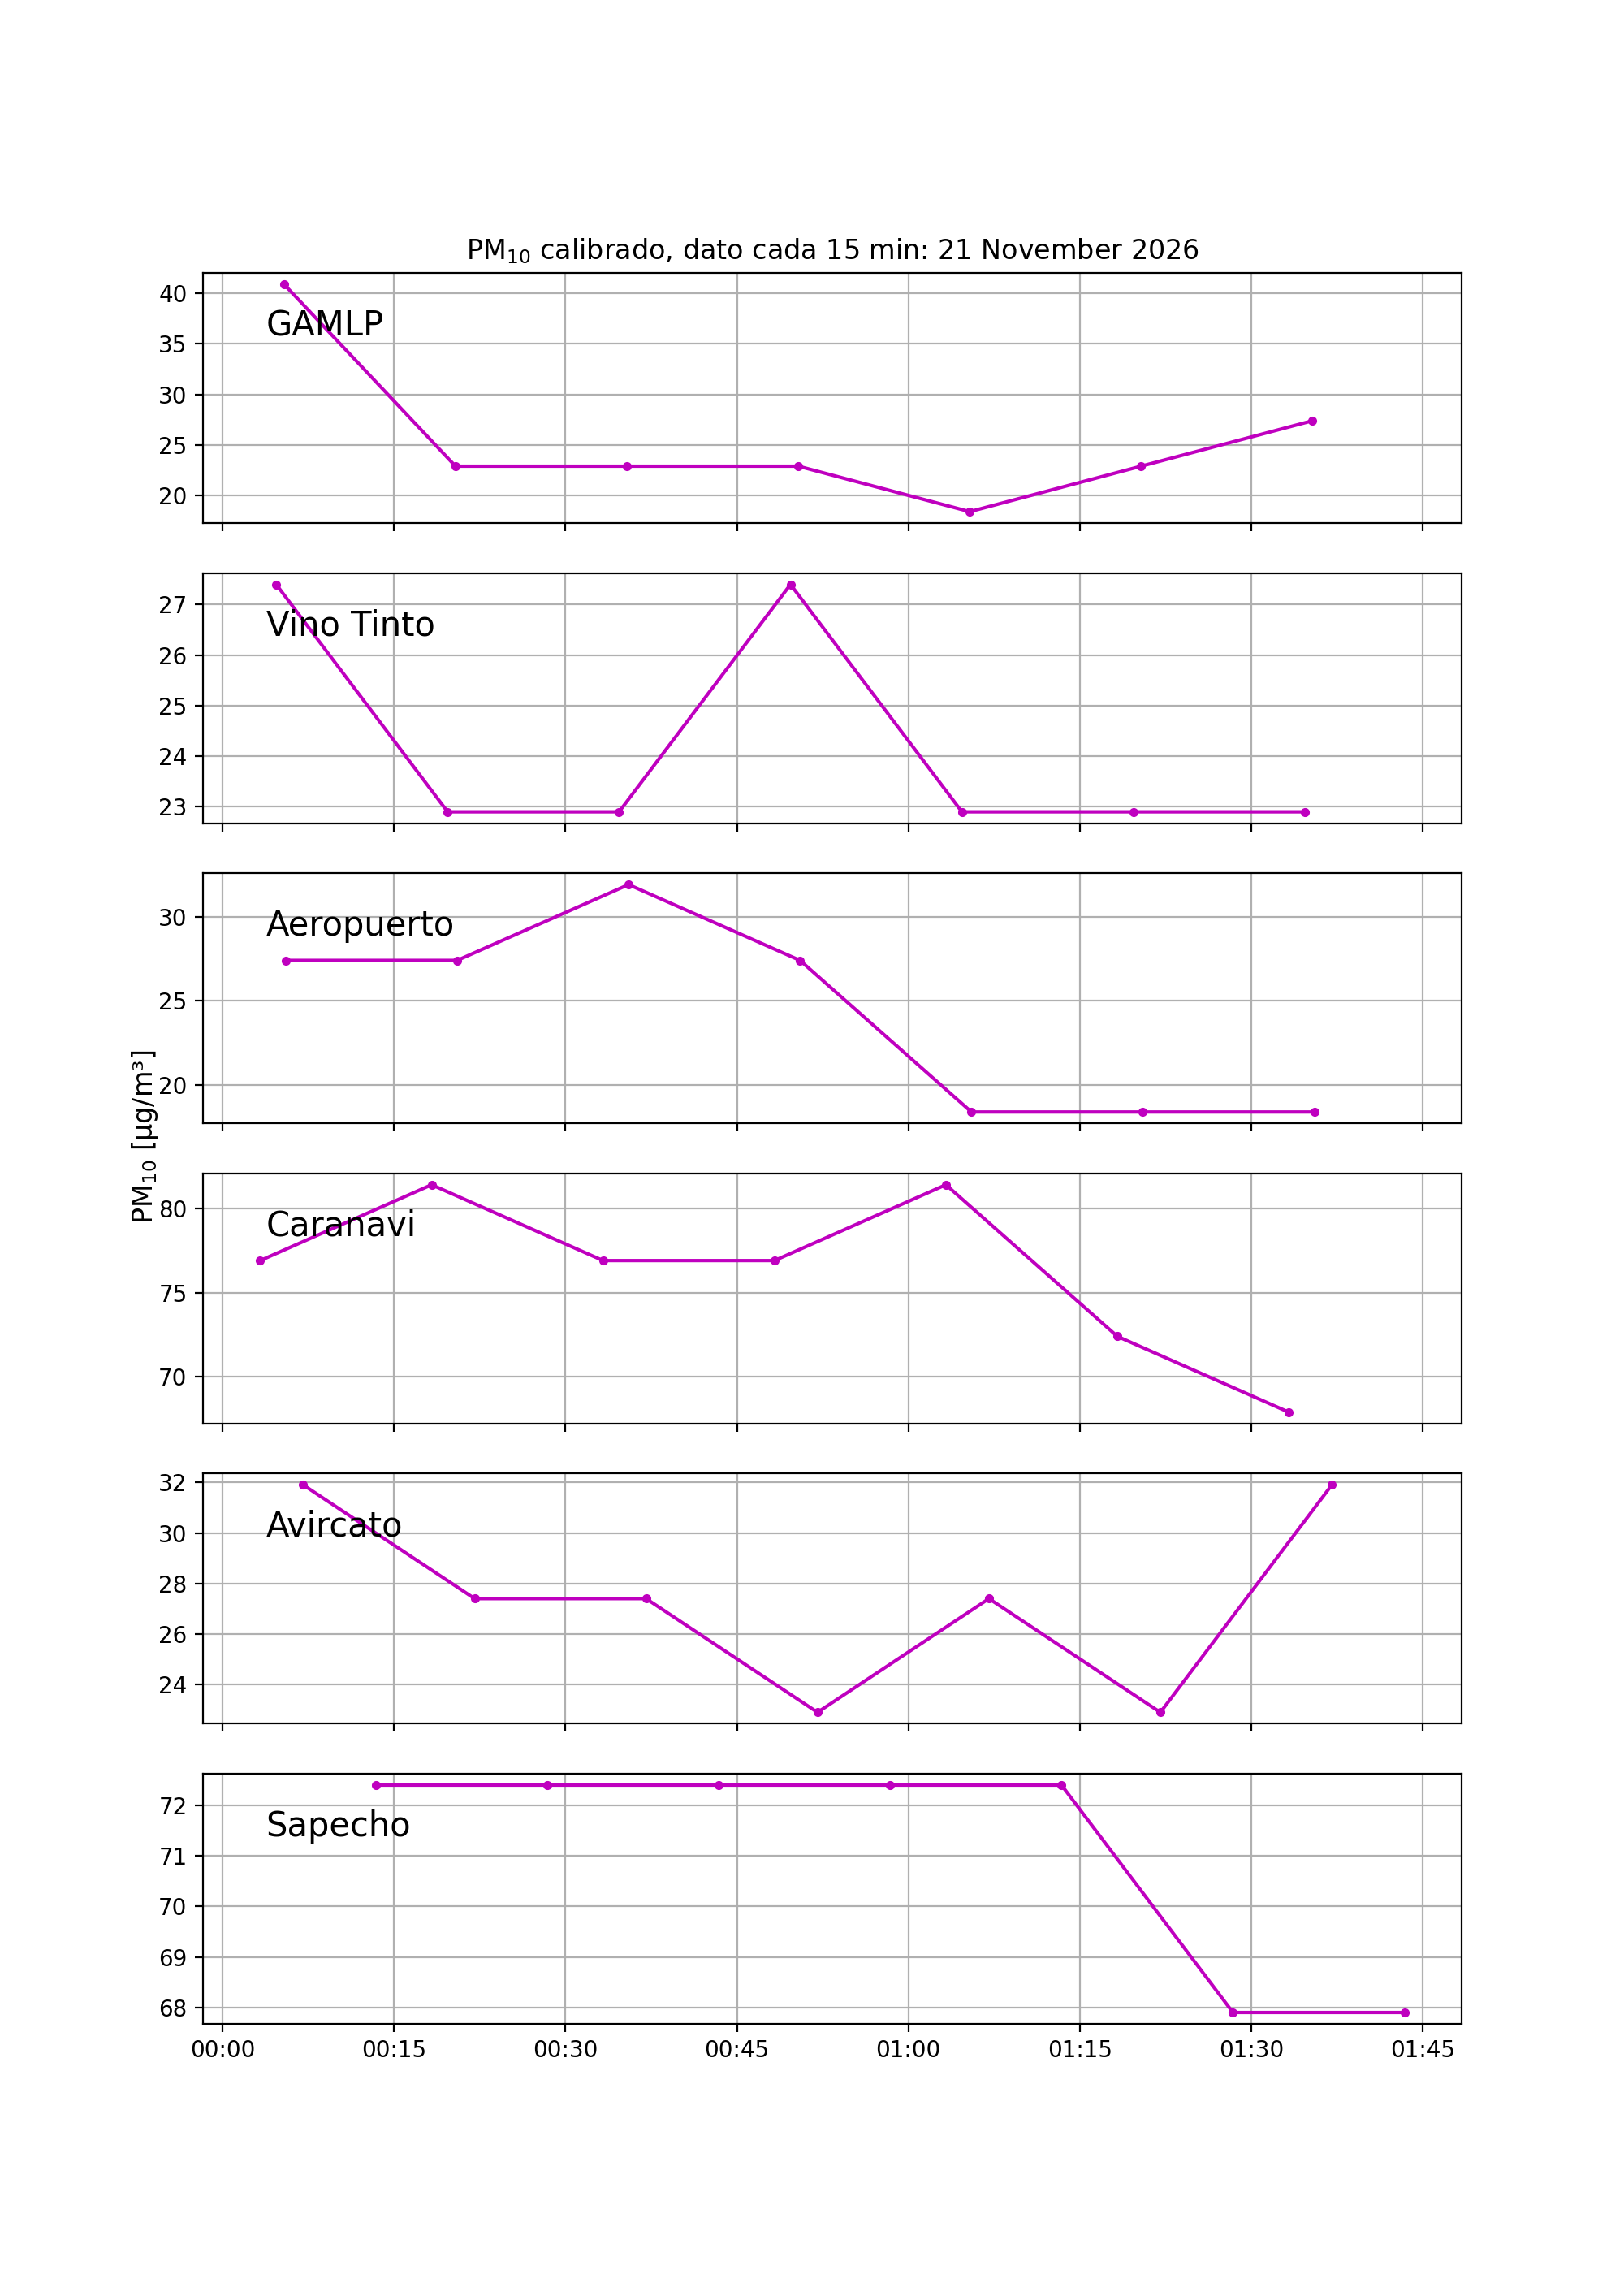 PM₁₀ calibrado, dato cada 15 min: 21 November 2026
40
GAMLP
35
30
25
20
27
Vino Tinto
26
25
24
23
30
Aeropuerto
25
20
PM₁₀ [µg/m³]
80
Caranavi
75
70
32
Avircato
30
28
26
24
72
Sapecho
71
70
69
68
00:00 00:15 00:30 00:45 01:00 01:15 01:30 01:45